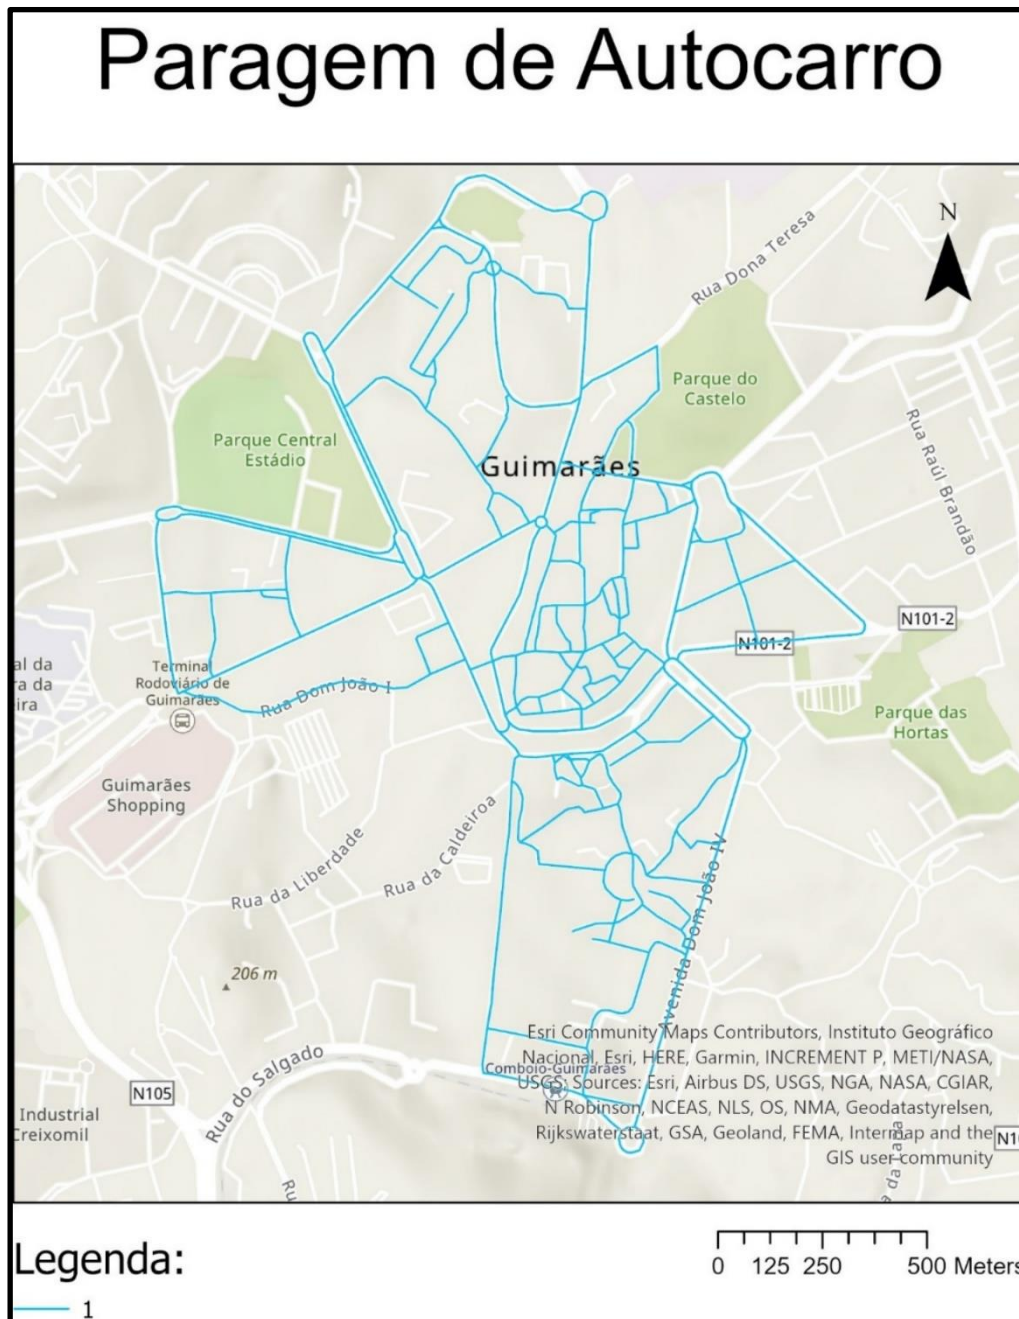 Paragem de Autocarro
N
Rua Dona Teresa
Parque do
Castelo
Parque Central
Estádio
Guimarães
Rua Raúl Brandão
N101-2
N101-2
al da
ra da
eira
Terminal
Rodoviário de
Guimarães
Rua Dom João I
Parque das
Hortas
Guimarães
Shopping
Rua da Liberdade
Rua da Caldeiroa
Avenida Dom João IV
206 m
Esri Community Maps Contributors, Instituto Geográfico
Nacional, Esri, HERE, Garmin, INCREMENT P, METI/NASA,
Comboio-Guimarães
USGS; Sources: Esri, Airbus DS, USGS, NGA, NASA, CGIAR,
N Robinson, NCEAS, NLS, OS, NMA, Geodatastyrelsen,
Rijkswaterstaat, GSA, Geoland, FEMA, Intermap and the
GIS user community
N105
Rua do Salgado
Industrial
Creixomil
N10
Ru
a da
Legenda:
1
0 125 250 500 Meters